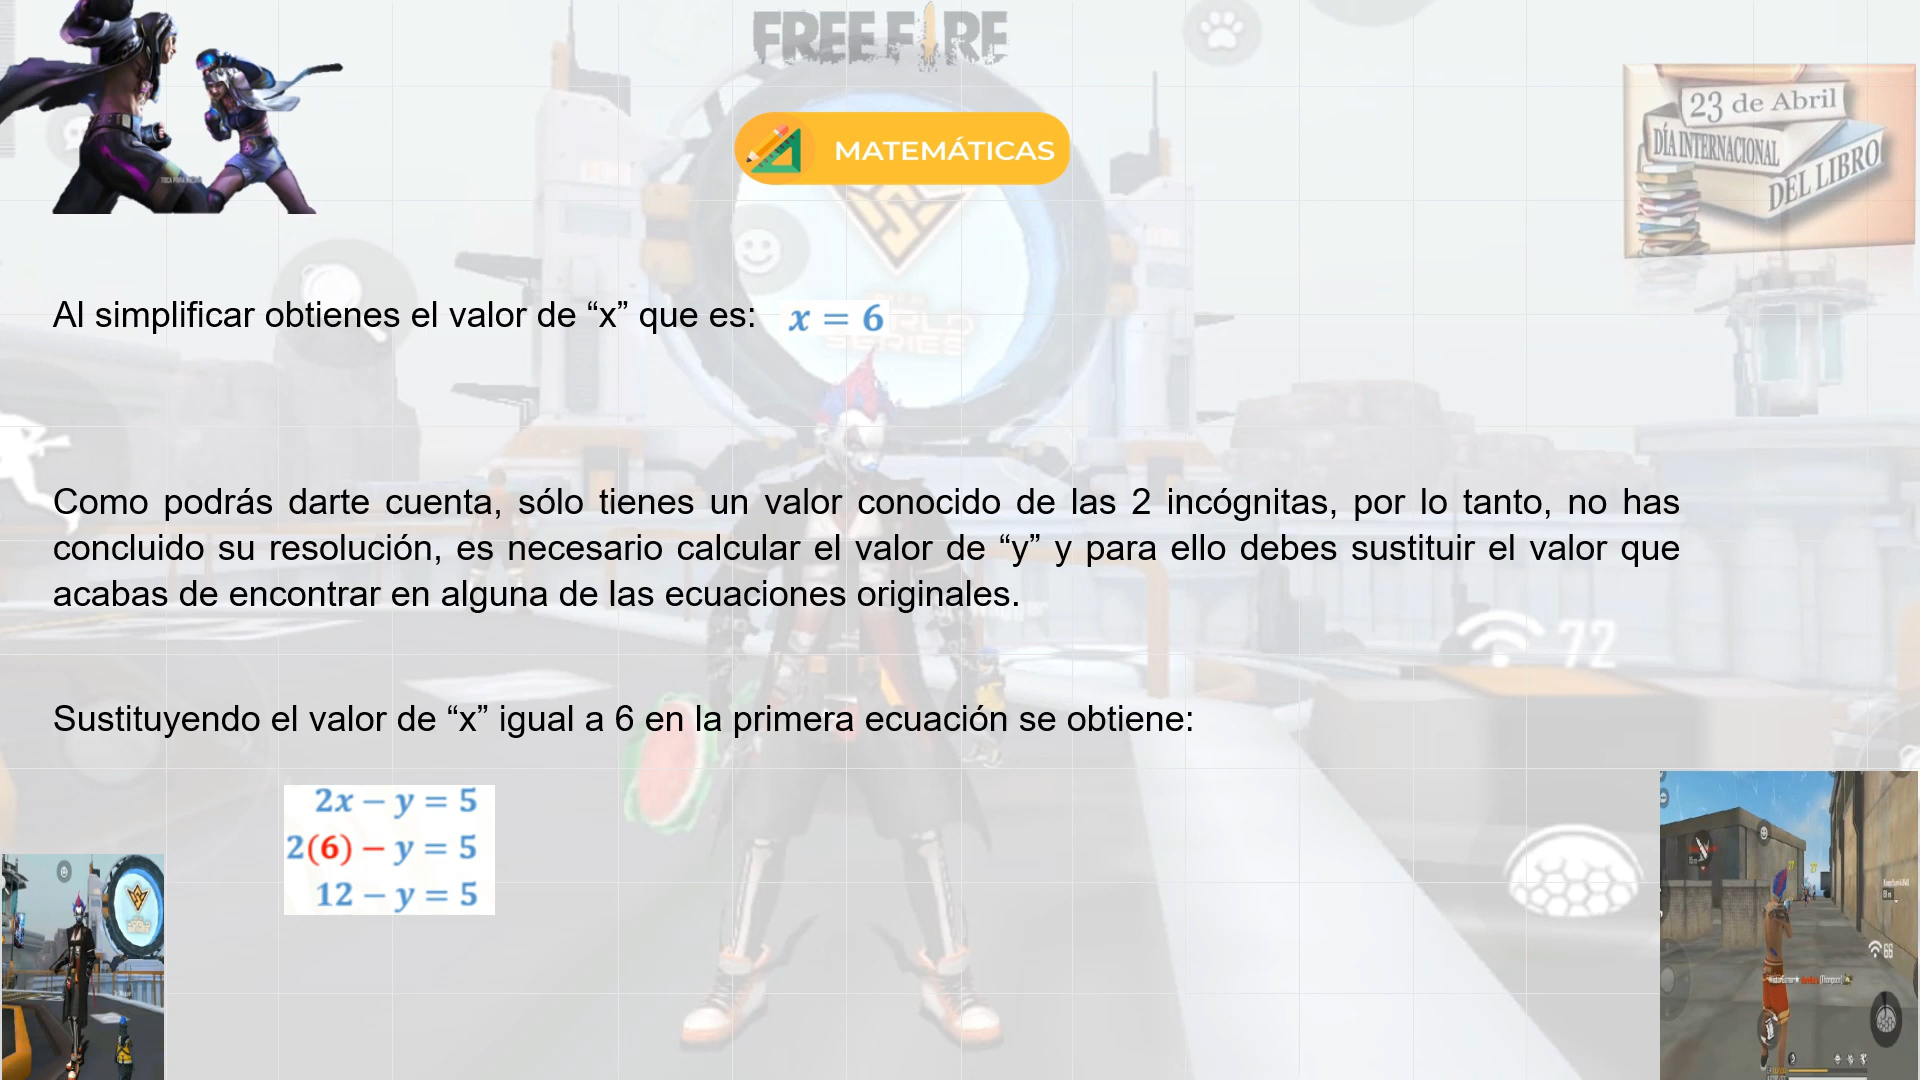 FREE FIRE
MATEMÁTICAS
23 de Abril
DÍA INTERNACIONAL
DEL LIBRO
WORLD
SERIES
Al simplificar obtienes el valor de “x” que es: x = 6
Como podrás darte cuenta, sólo tienes un valor conocido de las 2 incógnitas, por lo tanto, no has
concluido su resolución, es necesario calcular el valor de “y” y para ello debes sustituir el valor que
acabas de encontrar en alguna de las ecuaciones originales.
72
Sustituyendo el valor de “x” igual a 6 en la primera ecuación se obtiene:
2x − y = 5
2(6) − y = 5
12 − y = 5
66